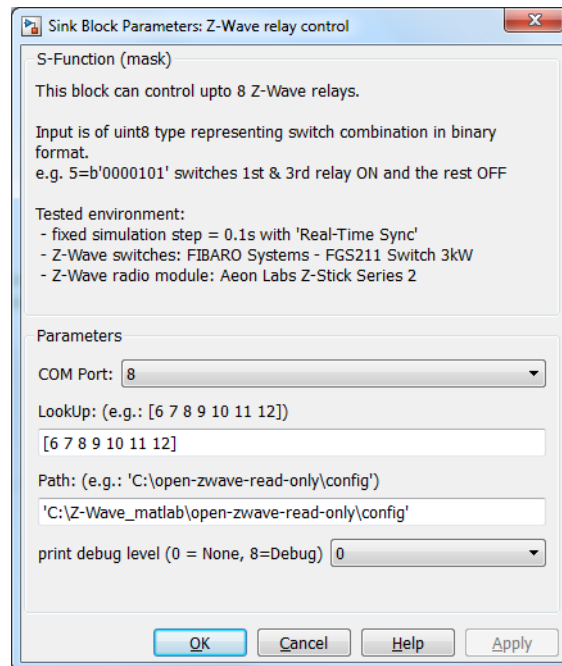 Sink Block Parameters: Z-Wave relay control
S-Function (mask)
This block can control upto 8 Z-Wave relays.
Input is of uint8 type representing switch combination in binary
format.
e.g. 5=b'0000101' switches 1st & 3rd relay ON and the rest OFF
Tested environment:
- fixed simulation step = 0.1s with 'Real-Time Sync'
- Z-Wave switches: FIBARO Systems - FGS211 Switch 3kW
- Z-Wave radio module: Aeon Labs Z-Stick Series 2
Parameters
COM Port: 8
LookUp: (e.g.: [6 7 8 9 10 11 12])
[6 7 8 9 10 11 12]
Path: (e.g.: 'C:\open-zwave-read-only\config')
'C:\Z-Wave_matlab\open-zwave-read-only\config'
print debug level (0 = None, 8=Debug) 0
OK Cancel Help Apply